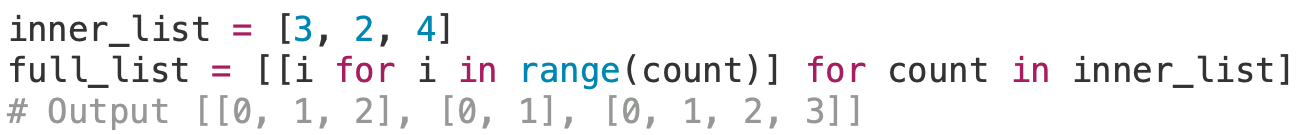 inner_list = [3, 2, 4]
full_list = [[i for i in range(count)] for count in inner_list]
# Output [[0, 1, 2], [0, 1], [0, 1, 2, 3]]